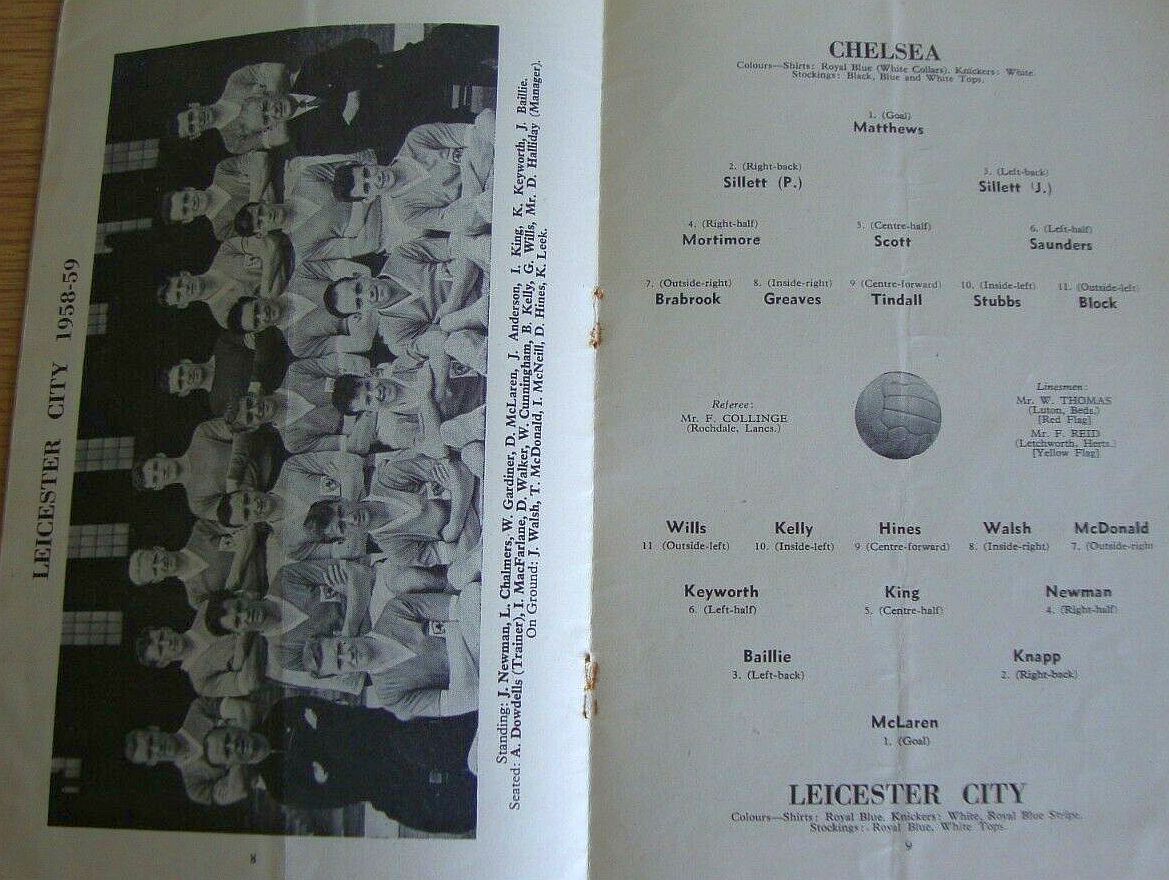 LEICESTER CITY 1958-59
Standing: J. Newman, L. Chalmers, W. Gardiner, D. McLaren, J. Anderson, I. King, K. Keyworth, J. Baillie.
Seated: A. Dowdells (Trainer), I. MacFarlane, D. Walker, W. Cunningham, B. Kelly, G. Wills, Mr. D. Halliday (Manager).
On Ground: J. Walsh, T. McDonald, I. McNeill, D. Hines, K. Leek.
8
CHELSEA
Colours—Shirts: Royal Blue (White Collars). Knickers: White.
Stockings: Black, Blue and White Tops.
1. (Goal)
Matthews
2. (Right-back) 3. (Left-back)
Sillett (P.) Sillett (J.)
4. (Right-half) 5. (Centre-half) 6. (Left-half)
Mortimore Scott Saunders
7. (Outside-right) 8. (Inside-right) 9 (Centre-forward) 10. (Inside-left) 11. (Outside-left)
Brabrook Greaves Tindall Stubbs Block
Referee:
Mr. F. COLLINGE
(Rochdale, Lancs.)
Linesmen:
Mr. W. THOMAS
(Luton, Beds.)
[Red Flag]
Mr. F. REID
(Letchworth, Herts.)
[Yellow Flag]
Wills Kelly Hines Walsh McDonald
11 (Outside-left) 10. (Inside-left) 9 (Centre-forward) 8. (Inside-right) 7. (Outside-right
Keyworth King Newman
6. (Left-half) 5. (Centre-half) 4. (Right-half)
Baillie Knapp
3. (Left-back) 2. (Right-back)
McLaren
1. (Goal)
LEICESTER CITY
Colours—Shirts: Royal Blue. Knickers: White, Royal Blue Stripe.
Stockings: Royal Blue, White Tops.
9